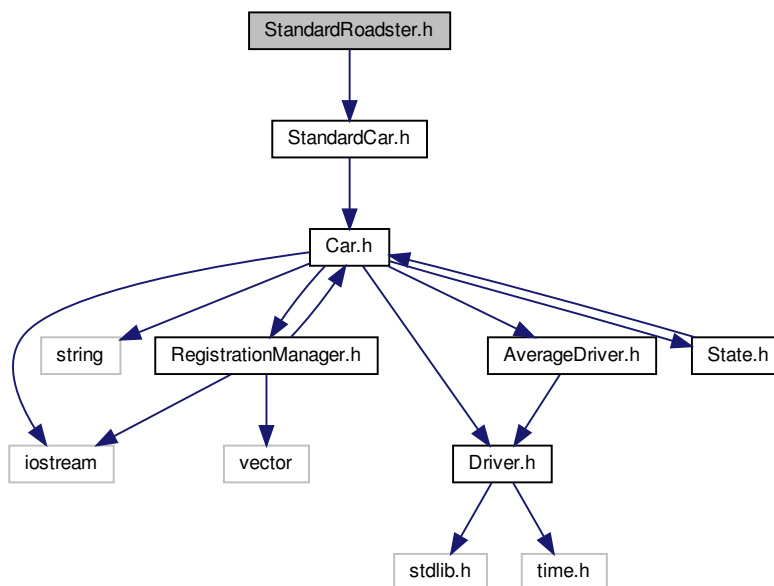 StandardRoadster.h
StandardCar.h
Car.h
string
RegistrationManager.h
AverageDriver.h
State.h
iostream
vector
Driver.h
stdlib.h
time.h